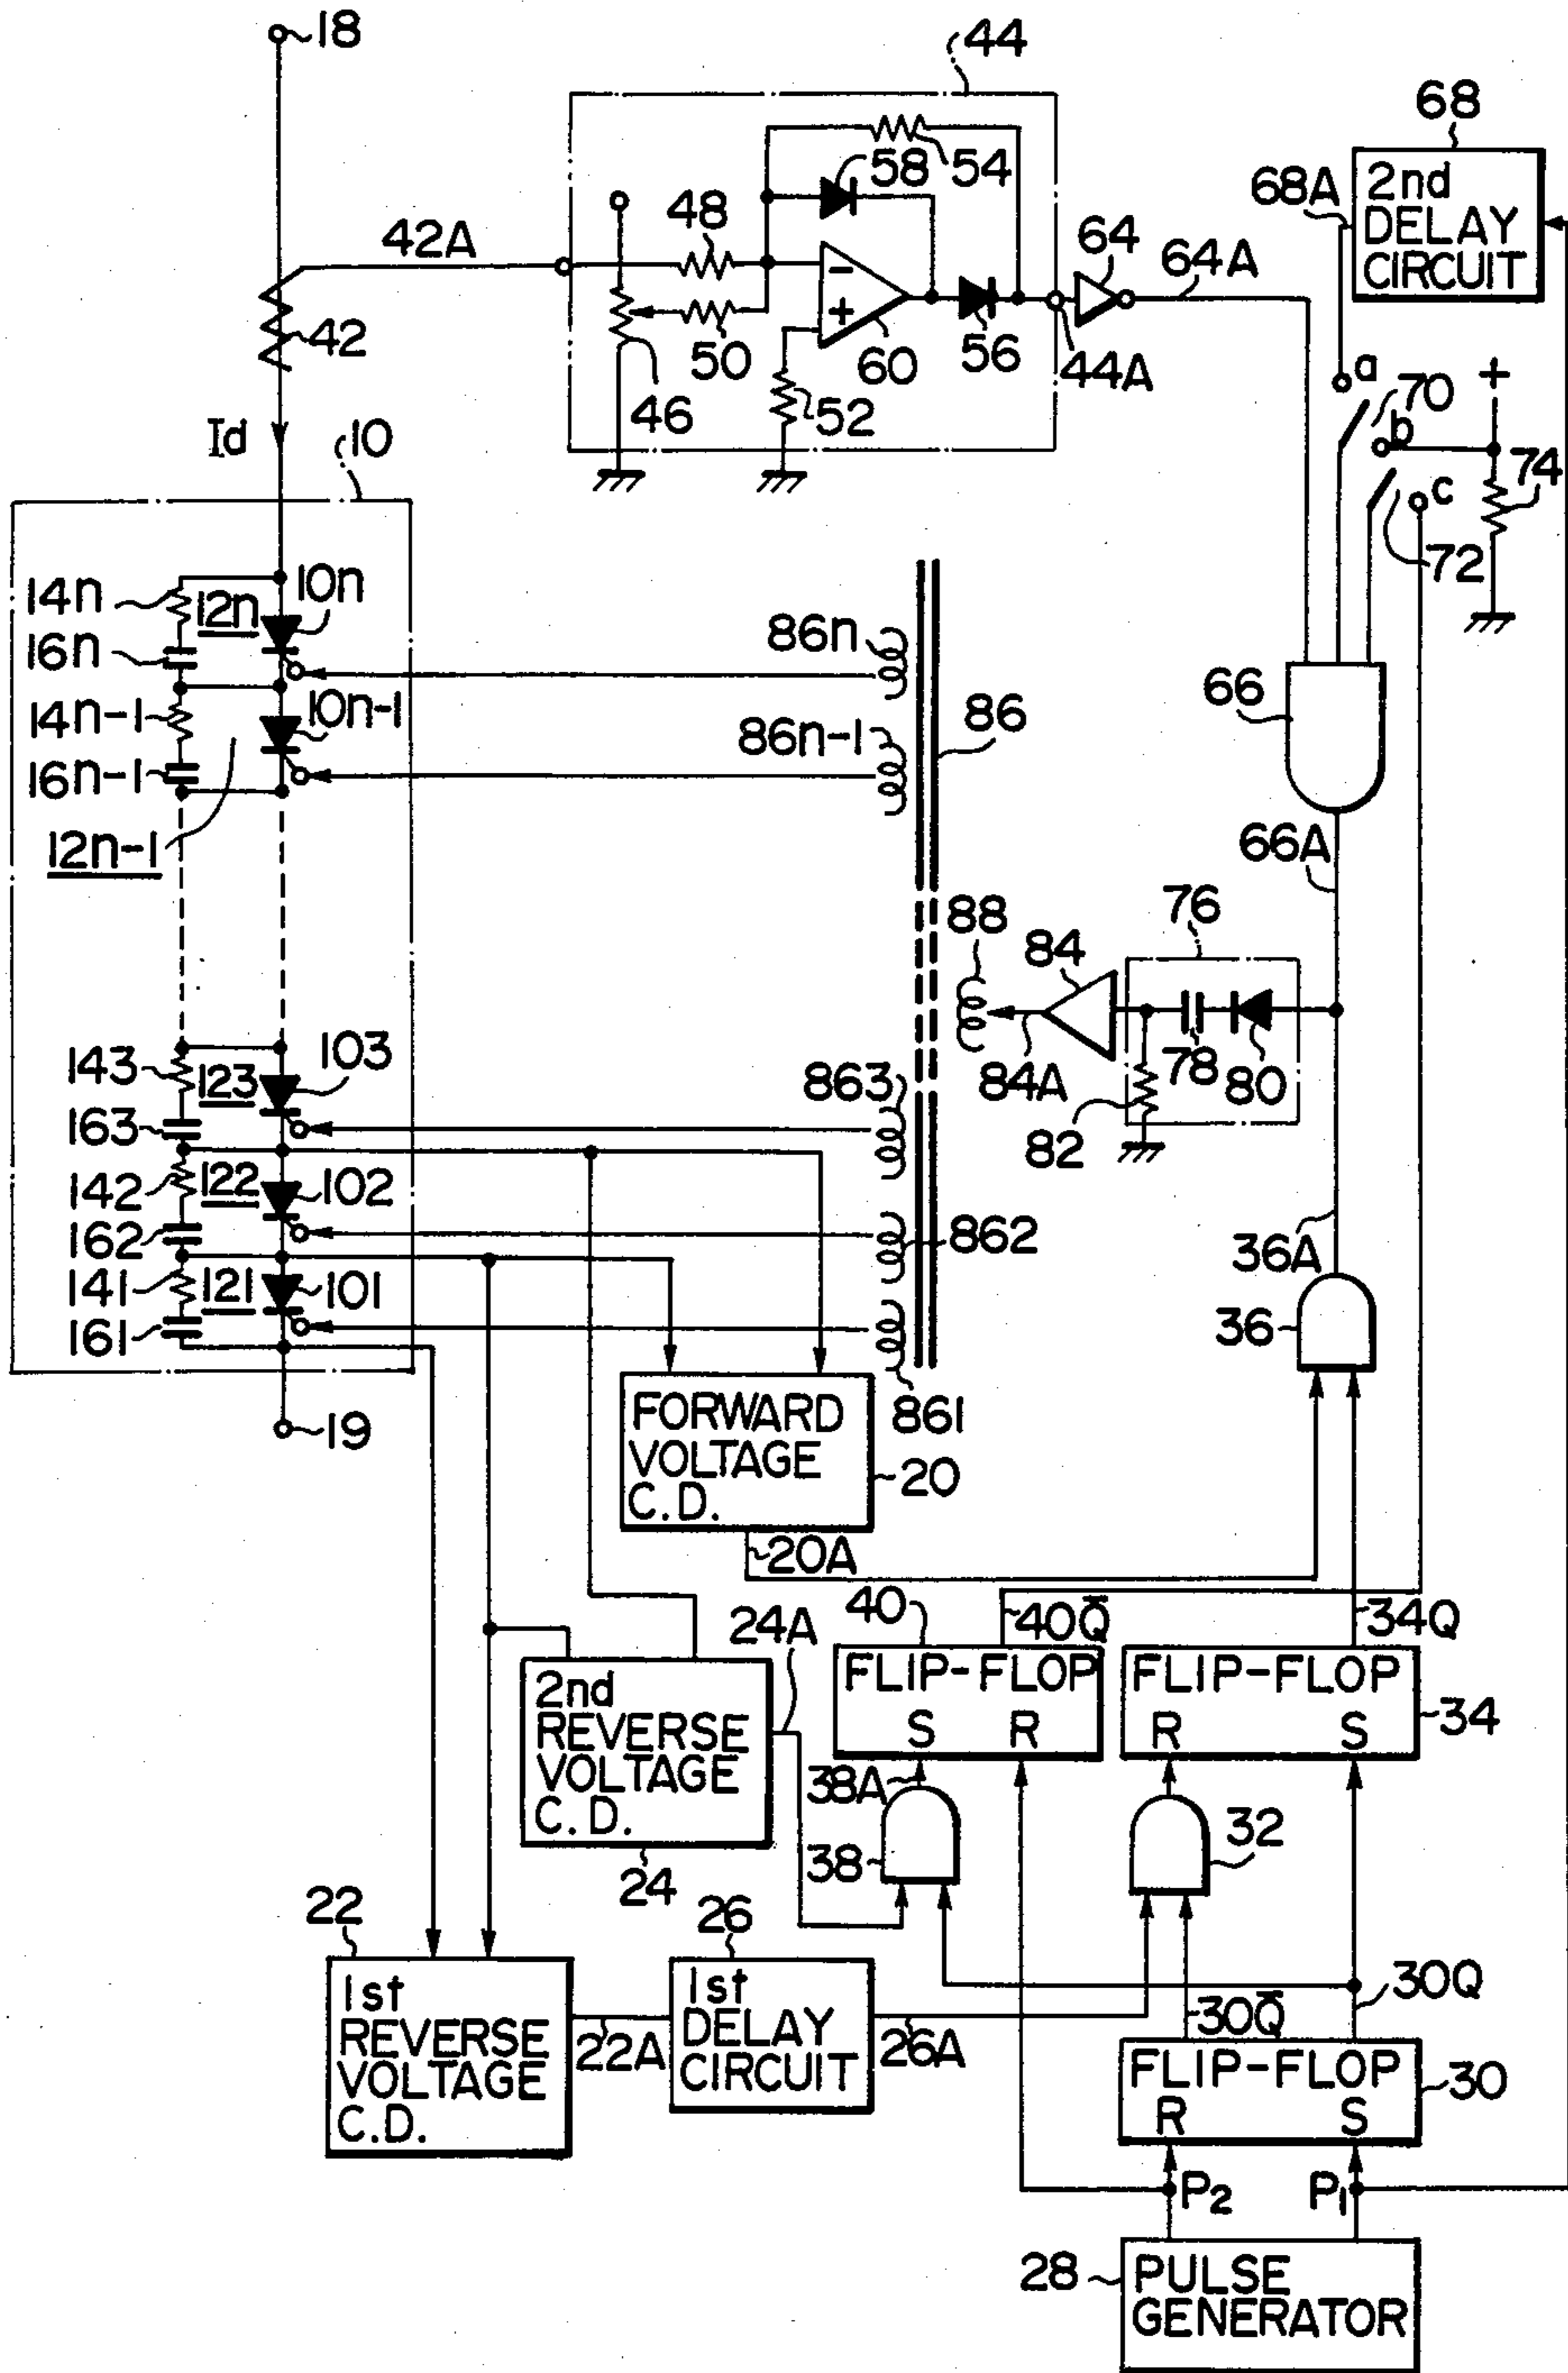 18
44
68
2nd
DELAY
CIRCUIT
68A
54
58
48
42A
64
64A
42
50
60
56
44A
46
52
a
70
+
b
74
c
72
Id
10
14n
12n
10n
16n
14n-1
10n-1
16n-1
12n-1
86n
86n-1
86
66
66A
76
88
84
84A
78
80
82
143
123
103
163
142
122
102
162
141
121
101
161
863
862
861
36A
36
19
FORWARD
VOLTAGE
C.D.
20
20A
40
40Q̅
34Q
24A
FLIP-FLOP
S R
FLIP-FLOP
R S
34
2nd
REVERSE
VOLTAGE
C.D.
24
38A
38
32
22
26
1st
REVERSE
VOLTAGE
C.D.
22A
1st
DELAY
CIRCUIT
26A
30Q̅
30Q
FLIP-FLOP
R S
30
P2
P1
28
PULSE
GENERATOR